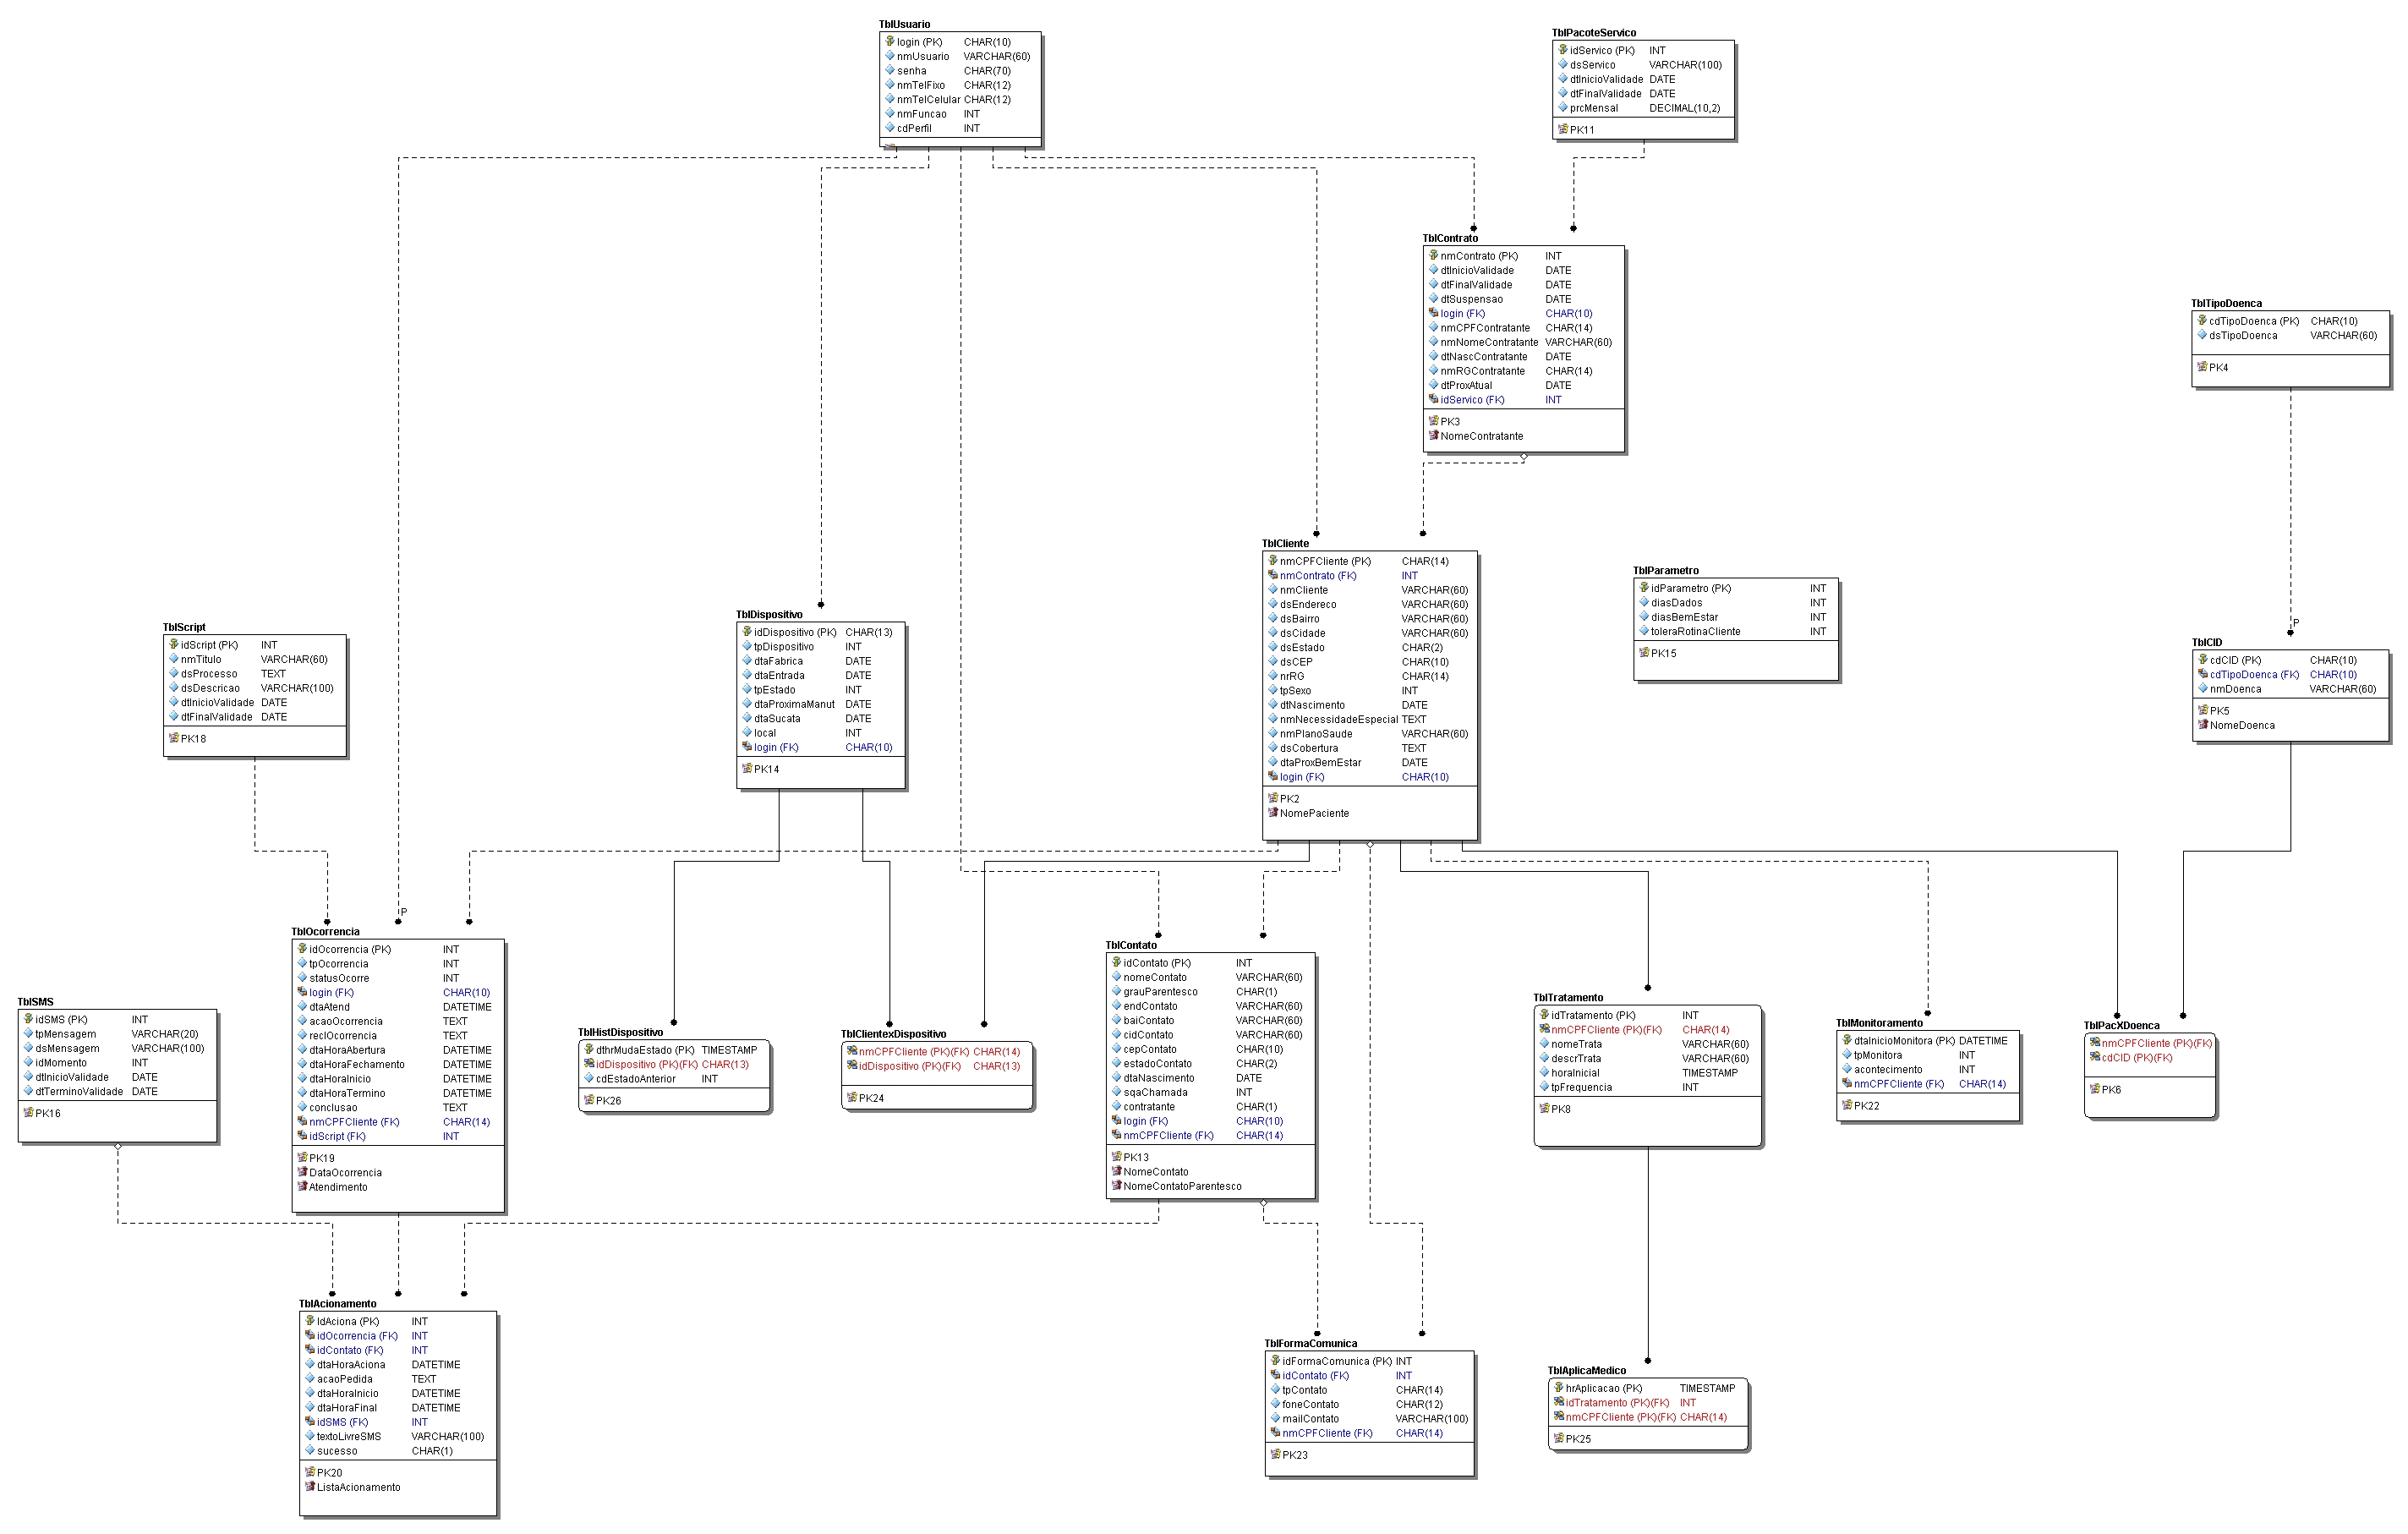 TblUsuario
login (PK) CHAR(10)
nmUsuario VARCHAR(60)
senha CHAR(70)
nmTelFixo CHAR(12)
nmTelCelular CHAR(12)
nmFuncao INT
cdPerfil INT
TblPacoteServico
idServico (PK) INT
dsServico VARCHAR(100)
dtInicioValidade DATE
dtFinalValidade DATE
prcMensal DECIMAL(10,2)
PK11
TblContrato
nmContrato (PK) INT
dtInicioValidade DATE
dtFinalValidade DATE
dtSuspensao DATE
login (FK) CHAR(10)
nmCPFContratante CHAR(14)
nmNomeContratante VARCHAR(60)
dtNascContratante DATE
nmRGContratante CHAR(14)
dtProxAtual DATE
idServico (FK) INT
PK3
NomeContratante
TblTipoDoenca
cdTipoDoenca (PK) CHAR(10)
dsTipoDoenca VARCHAR(60)
PK4
TblCliente
nmCPFCliente (PK) CHAR(14)
nmContrato (FK) INT
nmCliente VARCHAR(60)
dsEndereco VARCHAR(60)
dsBairro VARCHAR(60)
dsCidade VARCHAR(60)
dsEstado CHAR(2)
dsCEP CHAR(10)
nrRG CHAR(14)
tpSexo INT
dtNascimento DATE
nmNecessidadeEspecial TEXT
nmPlanoSaude VARCHAR(60)
dsCobertura TEXT
dtaProxBemEstar DATE
login (FK) CHAR(10)
PK2
NomePaciente
TblParametro
idParametro (PK) INT
diasDados INT
diasBemEstar INT
toleraRotinaCliente INT
PK15
P
TblCID
cdCID (PK) CHAR(10)
cdTipoDoenca (FK) CHAR(10)
nmDoenca VARCHAR(60)
PK5
NomeDoenca
TblScript
idScript (PK) INT
nmTitulo VARCHAR(60)
dsProcesso TEXT
dsDescricao VARCHAR(100)
dtInicioValidade DATE
dtFinalValidade DATE
PK18
TblDispositivo
idDispositivo (PK) CHAR(13)
tpDispositivo INT
dtaFabrica DATE
dtaEntrada DATE
tpEstado INT
dtaProximaManut DATE
dtaSucata DATE
local INT
login (FK) CHAR(10)
PK14
P
TblOcorrencia
idOcorrencia (PK) INT
tpOcorrencia INT
statusOcorre INT
login (FK) CHAR(10)
dtaAtend DATETIME
acaoOcorrencia TEXT
reclOcorrencia TEXT
dtaHoraAbertura DATETIME
dtaHoraFechamento DATETIME
dtaHoraInicio DATETIME
dtaHoraTermino DATETIME
conclusao TEXT
nmCPFCliente (FK) CHAR(14)
idScript (FK) INT
PK19
DataOcorrencia
Atendimento
TblSMS
idSMS (PK) INT
tpMensagem VARCHAR(20)
dsMensagem VARCHAR(100)
idMomento INT
dtInicioValidade DATE
dtTerminoValidade DATE
PK16
TblHistDispositivo
dthrMudaEstado (PK) TIMESTAMP
idDispositivo (PK)(FK) CHAR(13)
cdEstadoAnterior INT
PK26
TblClientexDispositivo
nmCPFCliente (PK)(FK) CHAR(14)
idDispositivo (PK)(FK) CHAR(13)
PK24
TblContato
idContato (PK) INT
nomeContato VARCHAR(60)
grauParentesco CHAR(1)
endContato VARCHAR(60)
baiContato VARCHAR(60)
cidContato VARCHAR(60)
cepContato CHAR(10)
estadoContato CHAR(2)
dtaNascimento DATE
sqaChamada INT
contratante CHAR(1)
login (FK) CHAR(10)
nmCPFCliente (FK) CHAR(14)
PK13
NomeContato
NomeContatoParentesco
TblTratamento
idTratamento (PK) INT
nmCPFCliente (PK)(FK) CHAR(14)
nomeTrata VARCHAR(60)
descrTrata VARCHAR(60)
horaInicial TIMESTAMP
tpFrequencia INT
PK8
TblMonitoramento
dtaInicioMonitora (PK) DATETIME
tpMonitora INT
acontecimento INT
nmCPFCliente (FK) CHAR(14)
PK22
TblPacXDoenca
nmCPFCliente (PK)(FK)
cdCID (PK)(FK)
PK6
TblAcionamento
IdAciona (PK) INT
idOcorrencia (FK) INT
idContato (FK) INT
dtaHoraAciona DATETIME
acaoPedida TEXT
dtaHoraInicio DATETIME
dtaHoraFinal DATETIME
idSMS (FK) INT
textoLivreSMS VARCHAR(100)
sucesso CHAR(1)
PK20
ListaAcionamento
TblFormaComunica
idFormaComunica (PK) INT
idContato (FK) INT
tpContato CHAR(14)
foneContato CHAR(12)
mailContato VARCHAR(100)
nmCPFCliente (FK) CHAR(14)
PK23
TblAplicaMedico
hrAplicacao (PK) TIMESTAMP
idTratamento (PK)(FK) INT
nmCPFCliente (PK)(FK) CHAR(14)
PK25